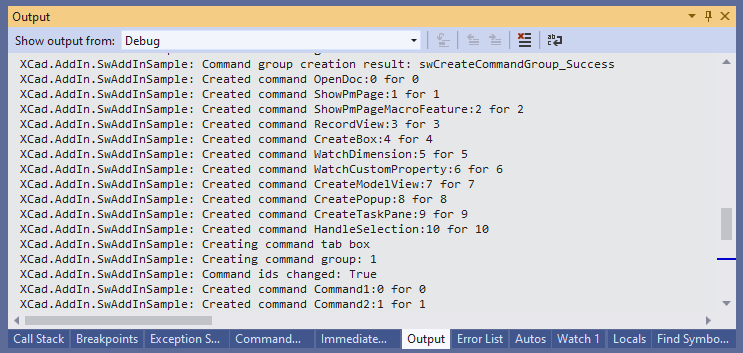 Output
Show output from: Debug
XCad.AddIn.SwAddInSample: Command group creation result: swCreateCommandGroup_Success
XCad.AddIn.SwAddInSample: Created command OpenDoc:0 for 0
XCad.AddIn.SwAddInSample: Created command ShowPmPage:1 for 1
XCad.AddIn.SwAddInSample: Created command ShowPmPageMacroFeature:2 for 2
XCad.AddIn.SwAddInSample: Created command RecordView:3 for 3
XCad.AddIn.SwAddInSample: Created command CreateBox:4 for 4
XCad.AddIn.SwAddInSample: Created command WatchDimension:5 for 5
XCad.AddIn.SwAddInSample: Created command WatchCustomProperty:6 for 6
XCad.AddIn.SwAddInSample: Created command CreateModelView:7 for 7
XCad.AddIn.SwAddInSample: Created command CreatePopup:8 for 8
XCad.AddIn.SwAddInSample: Created command CreateTaskPane:9 for 9
XCad.AddIn.SwAddInSample: Created command HandleSelection:10 for 10
XCad.AddIn.SwAddInSample: Creating command tab box
XCad.AddIn.SwAddInSample: Creating command group: 1
XCad.AddIn.SwAddInSample: Command ids changed: True
XCad.AddIn.SwAddInSample: Created command Command1:0 for 0
XCad.AddIn.SwAddInSample: Created command Command2:1 for 1
Call Stack Breakpoints Exception S... Command... Immediate... Output Error List Autos Watch 1 Locals Find Symbo...